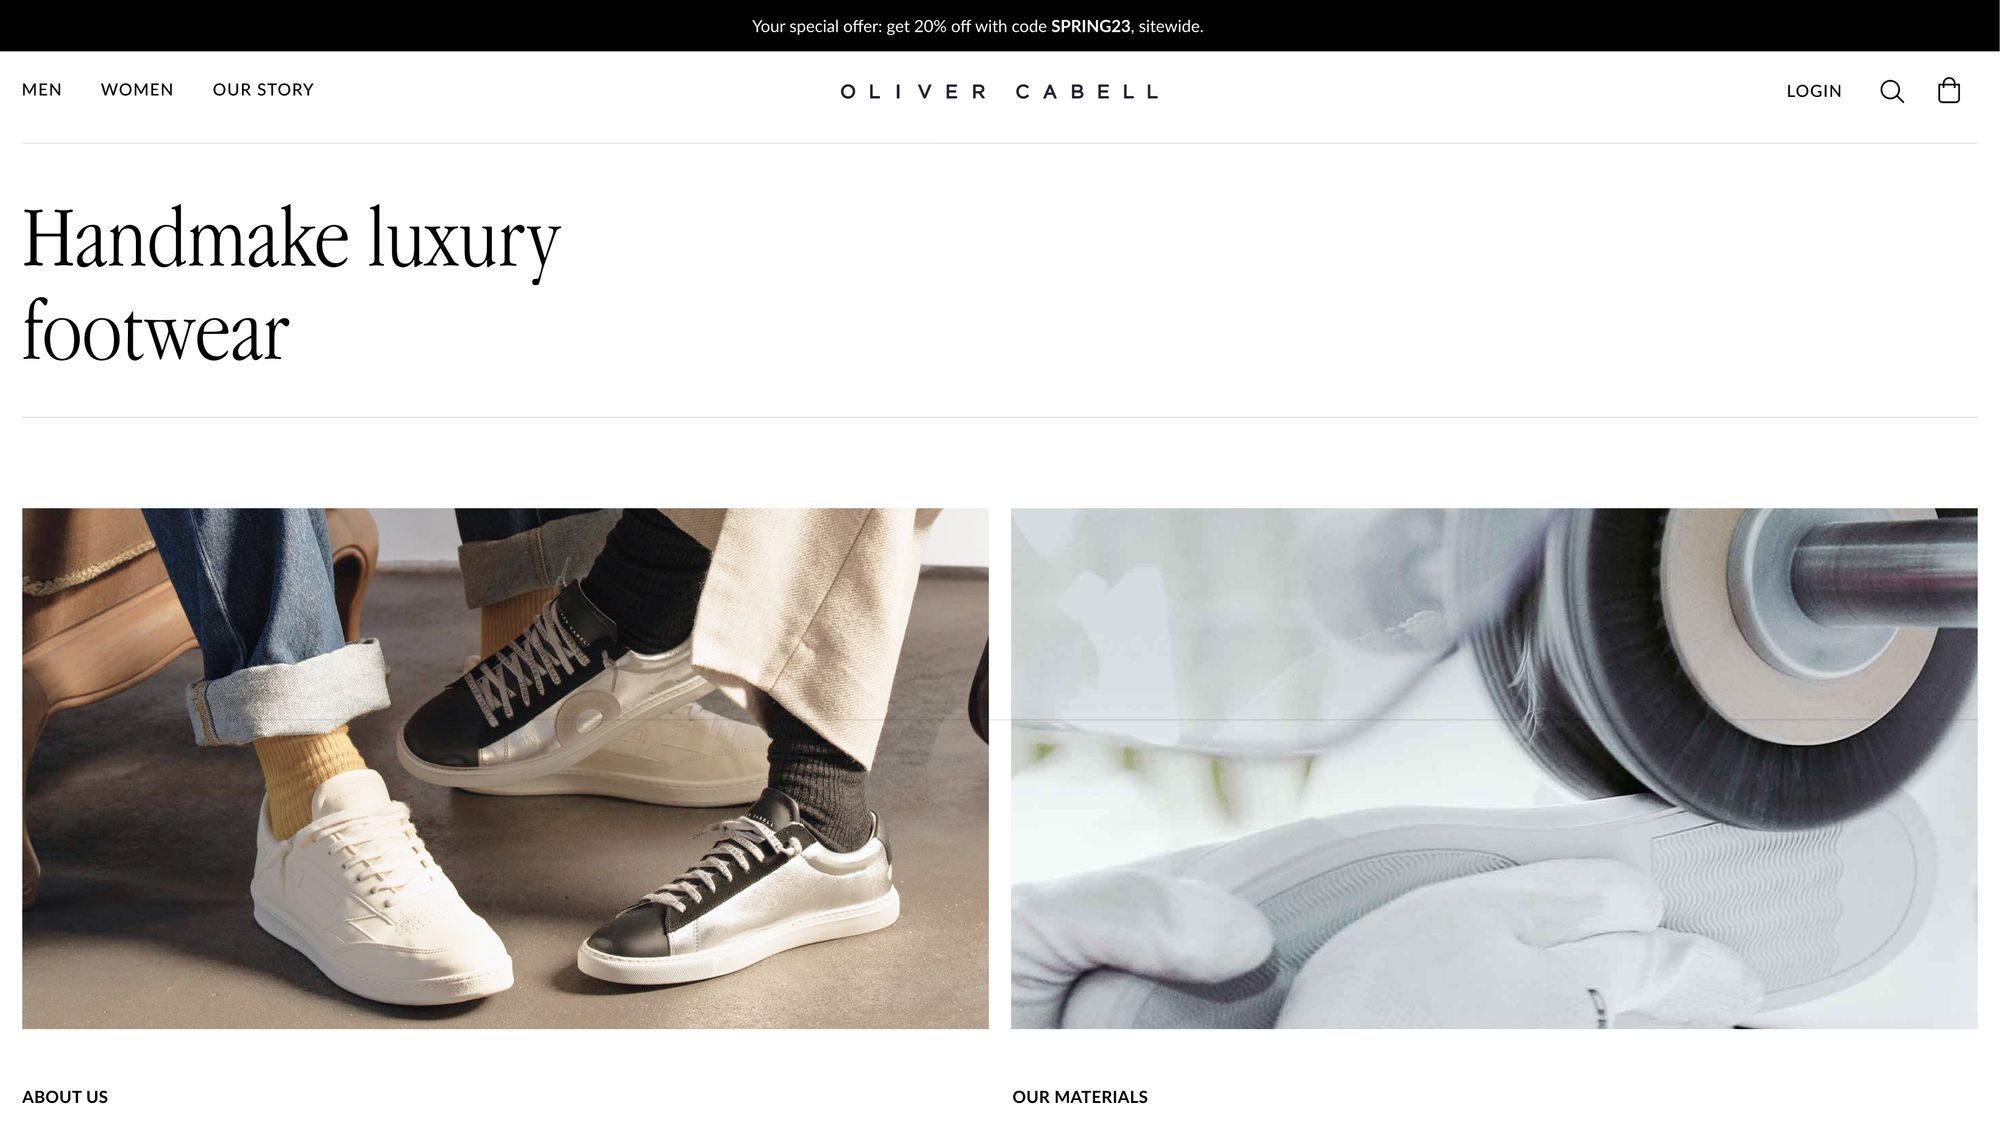 Your special offer: get 20% off with code SPRING23, sitewide.
MEN WOMEN OUR STORY OLIVER CABELL LOGIN
Handmake luxury
footwear
ABOUT US OUR MATERIALS